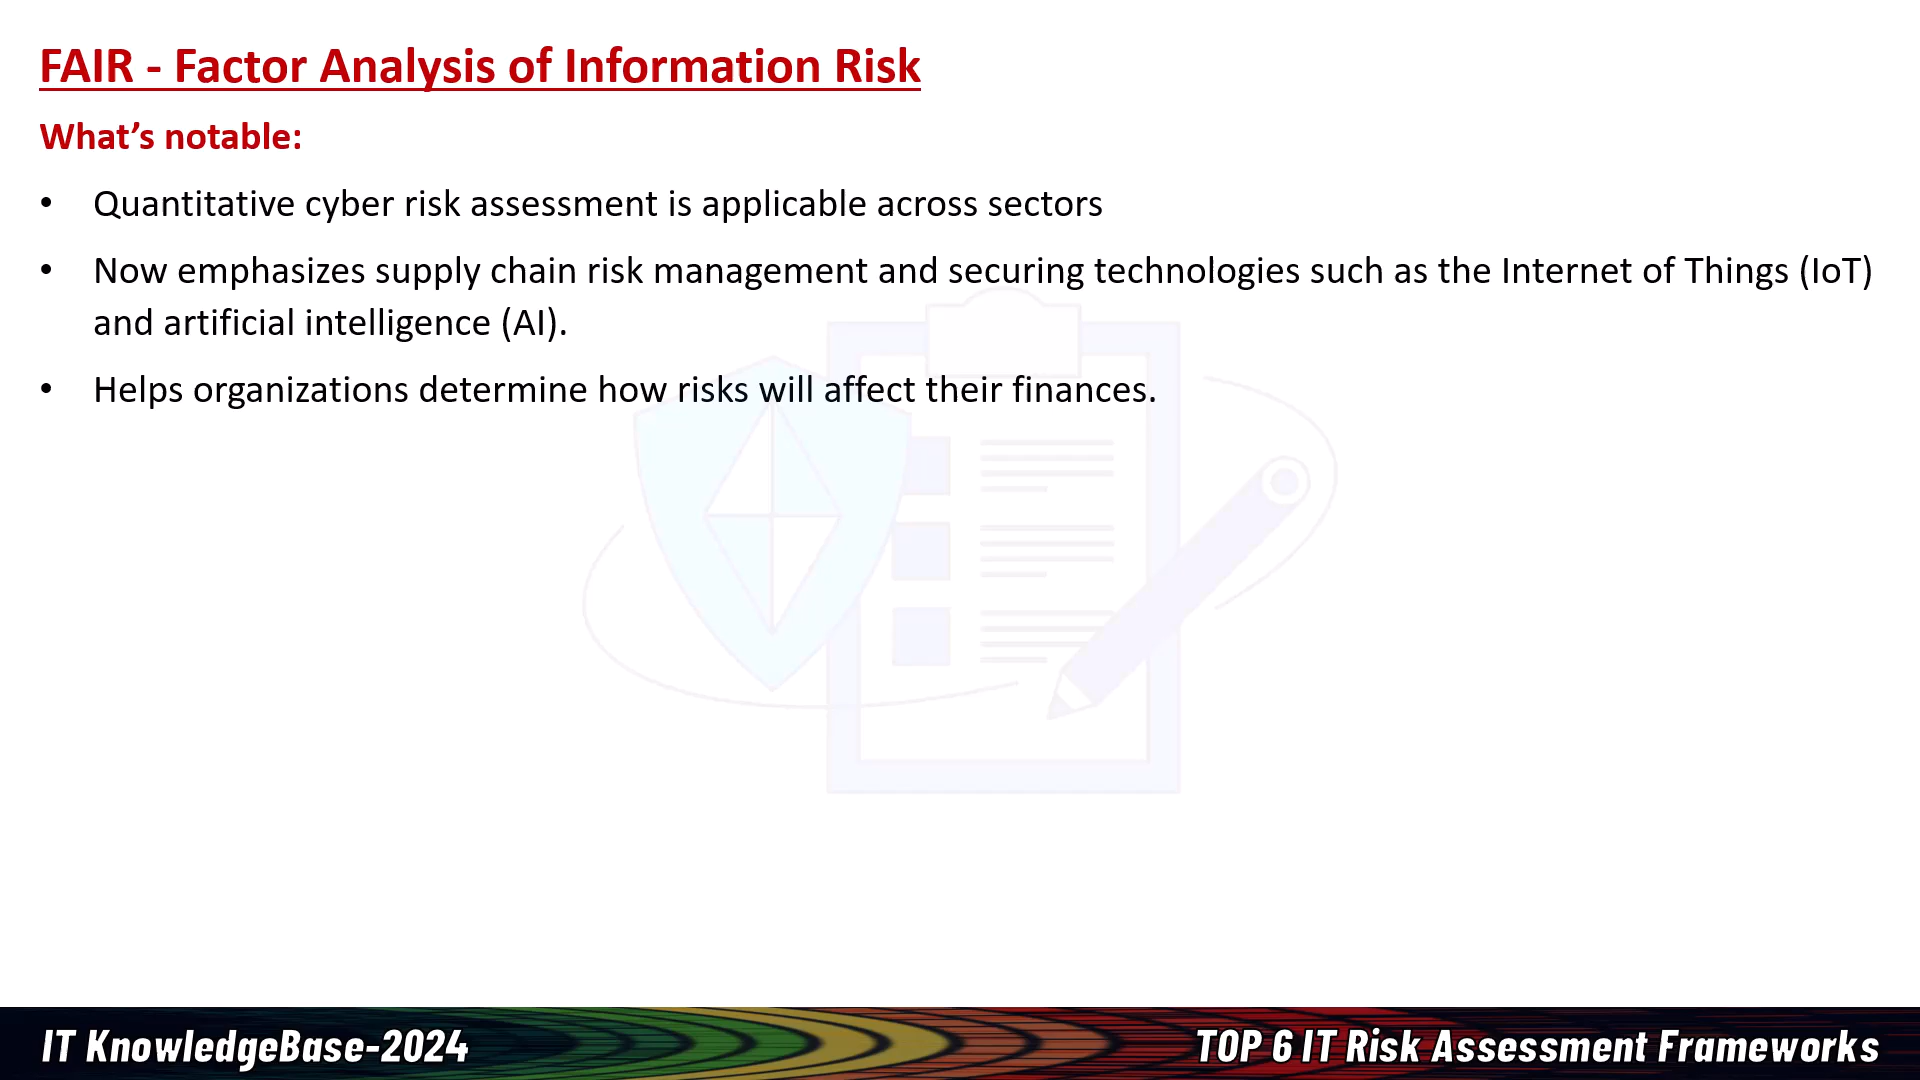 FAIR - Factor Analysis of Information Risk
What’s notable:
• Quantitative cyber risk assessment is applicable across sectors
• Now emphasizes supply chain risk management and securing technologies such as the Internet of Things (IoT)
and artificial intelligence (AI).
• Helps organizations determine how risks will affect their finances.
IT KnowledgeBase-2024
TOP 6 IT Risk Assessment Frameworks